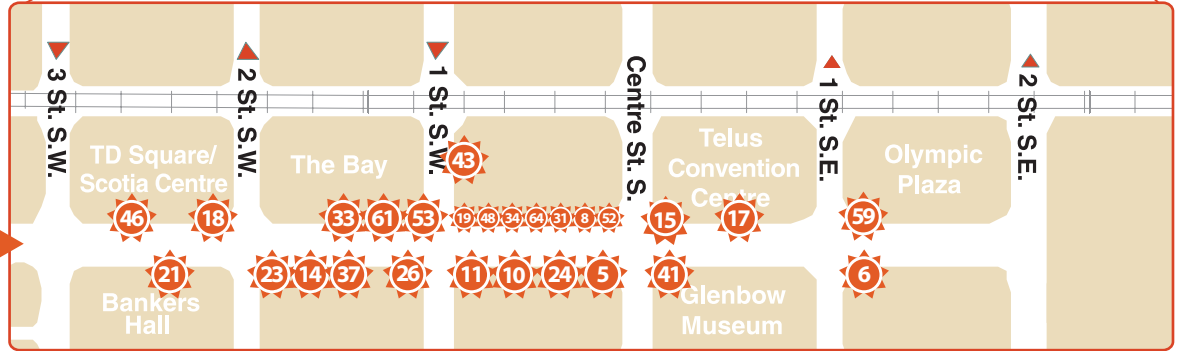 3 St. S.W.
2 St. S.W.
1 St. S.W.
Centre St. S.
1 St. S.E.
2 St. S.E.
TD Square/
Scotia Centre
The Bay
43
Telus
Convention
Centre
Olympic
Plaza
46 18 33 61 53 19 48 34 64 31 8 52 15 17 59
21 23 14 37 26 11 10 24 5 41 6
Bankers
Hall
Glenbow
Museum